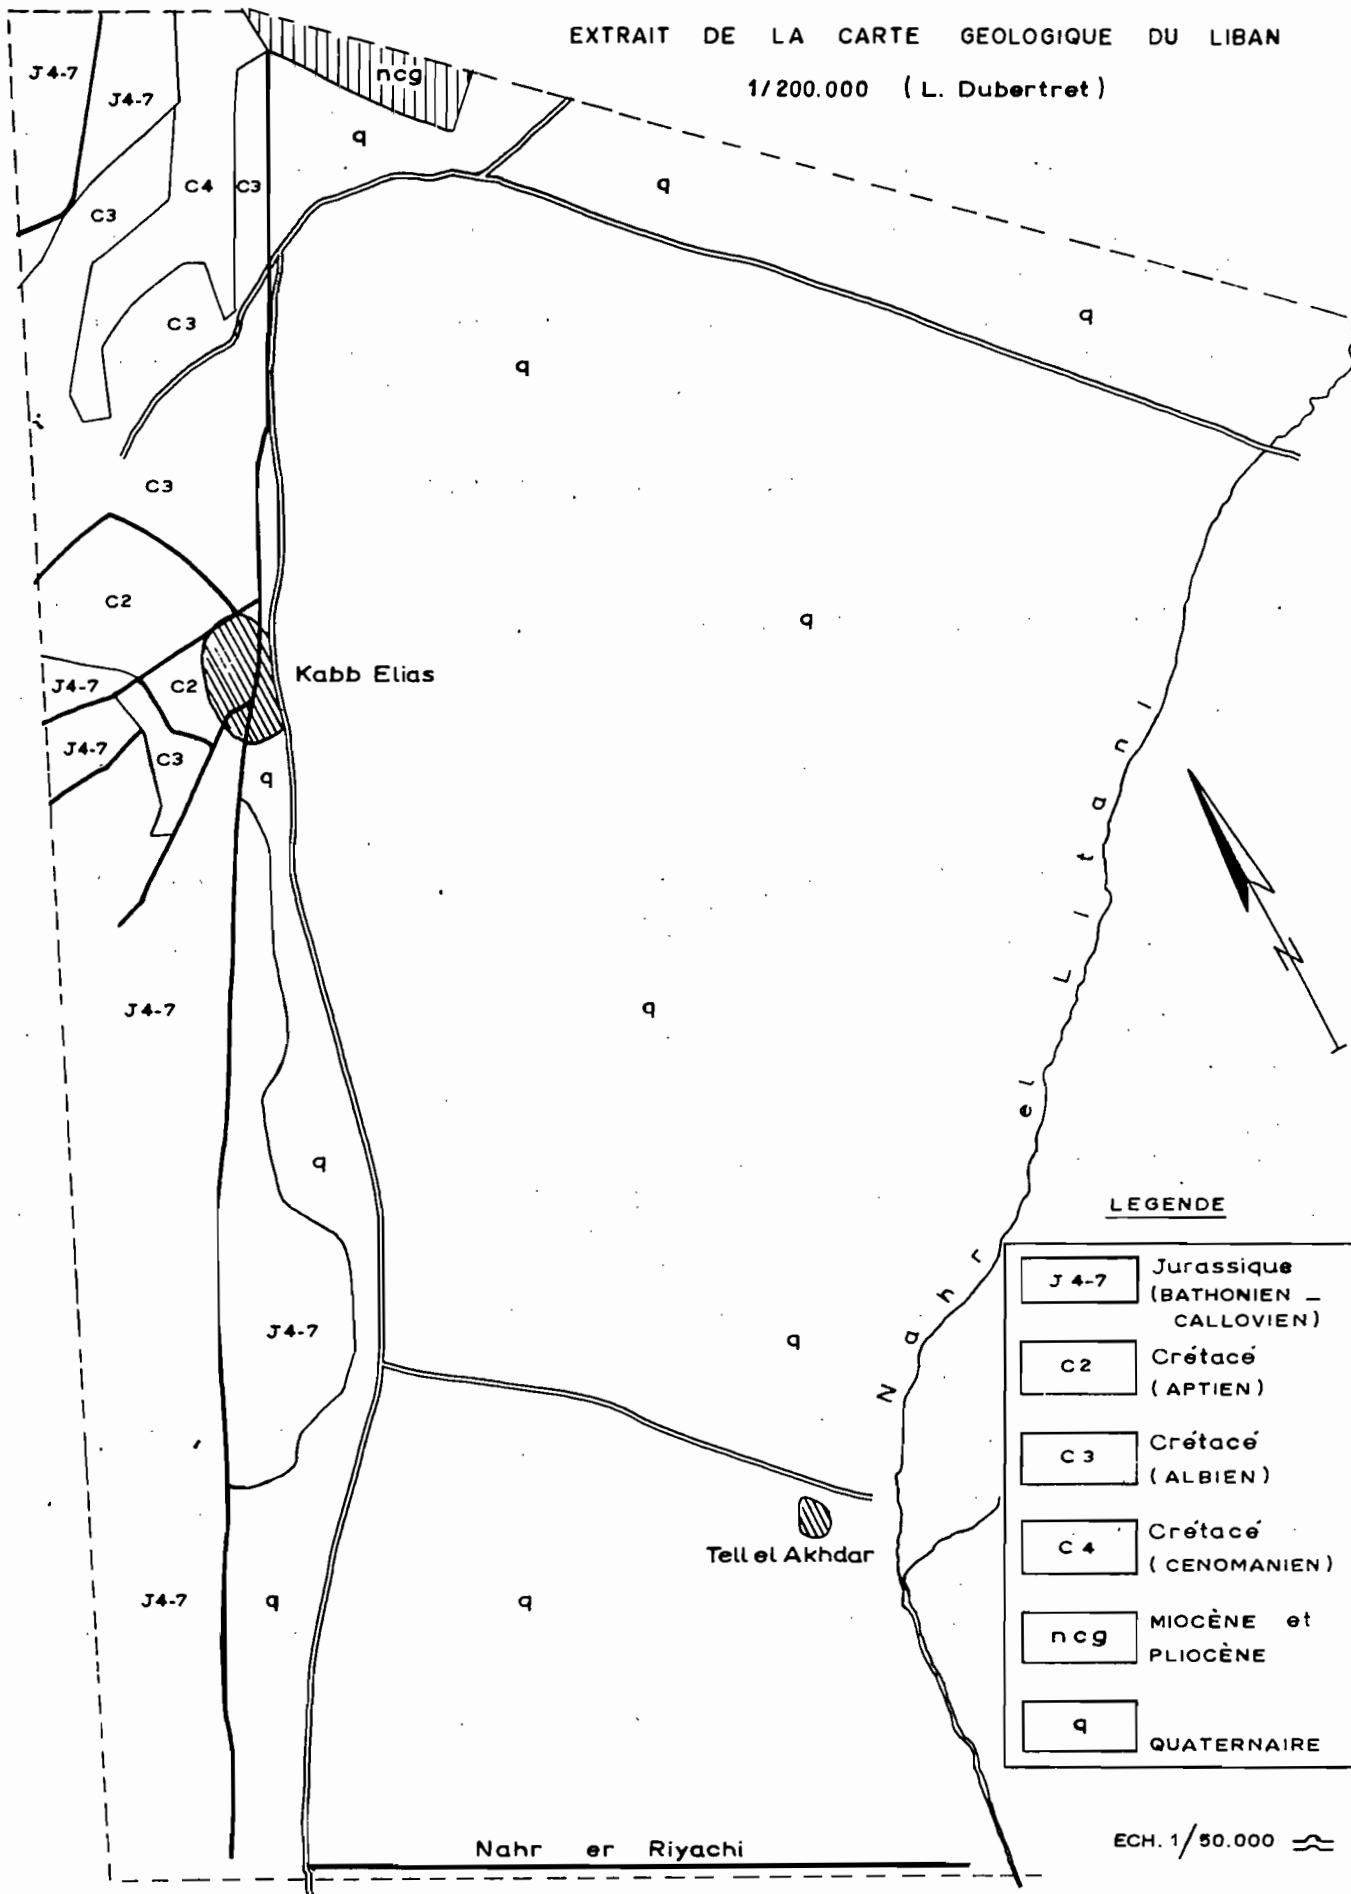 EXTRAIT DE LA CARTE GEOLOGIQUE DU LIBAN
1/200.000 ( L. Dubertret )
J4-7
J4-7
ncg
q
C4
C3
C3
q
C3
q
q
C3
C2
q
Kabb Elias
J4-7
C2
J4-7
C3
q
Nahr el Litani
J4-7
q
q
J4-7
q
Tell el Akhdar
J4-7
q
q
Nahr er Riyachi
LEGENDE
J 4-7
Jurassique
(BATHONIEN _
CALLOVIEN)
C2
Crétacé
( APTIEN )
C 3
Crétacé
( ALBIEN )
C 4
Crétacé
( CENOMANIEN )
ncg
MIOCÈNE et
PLIOCÈNE
q
QUATERNAIRE
ECH. 1/50.000